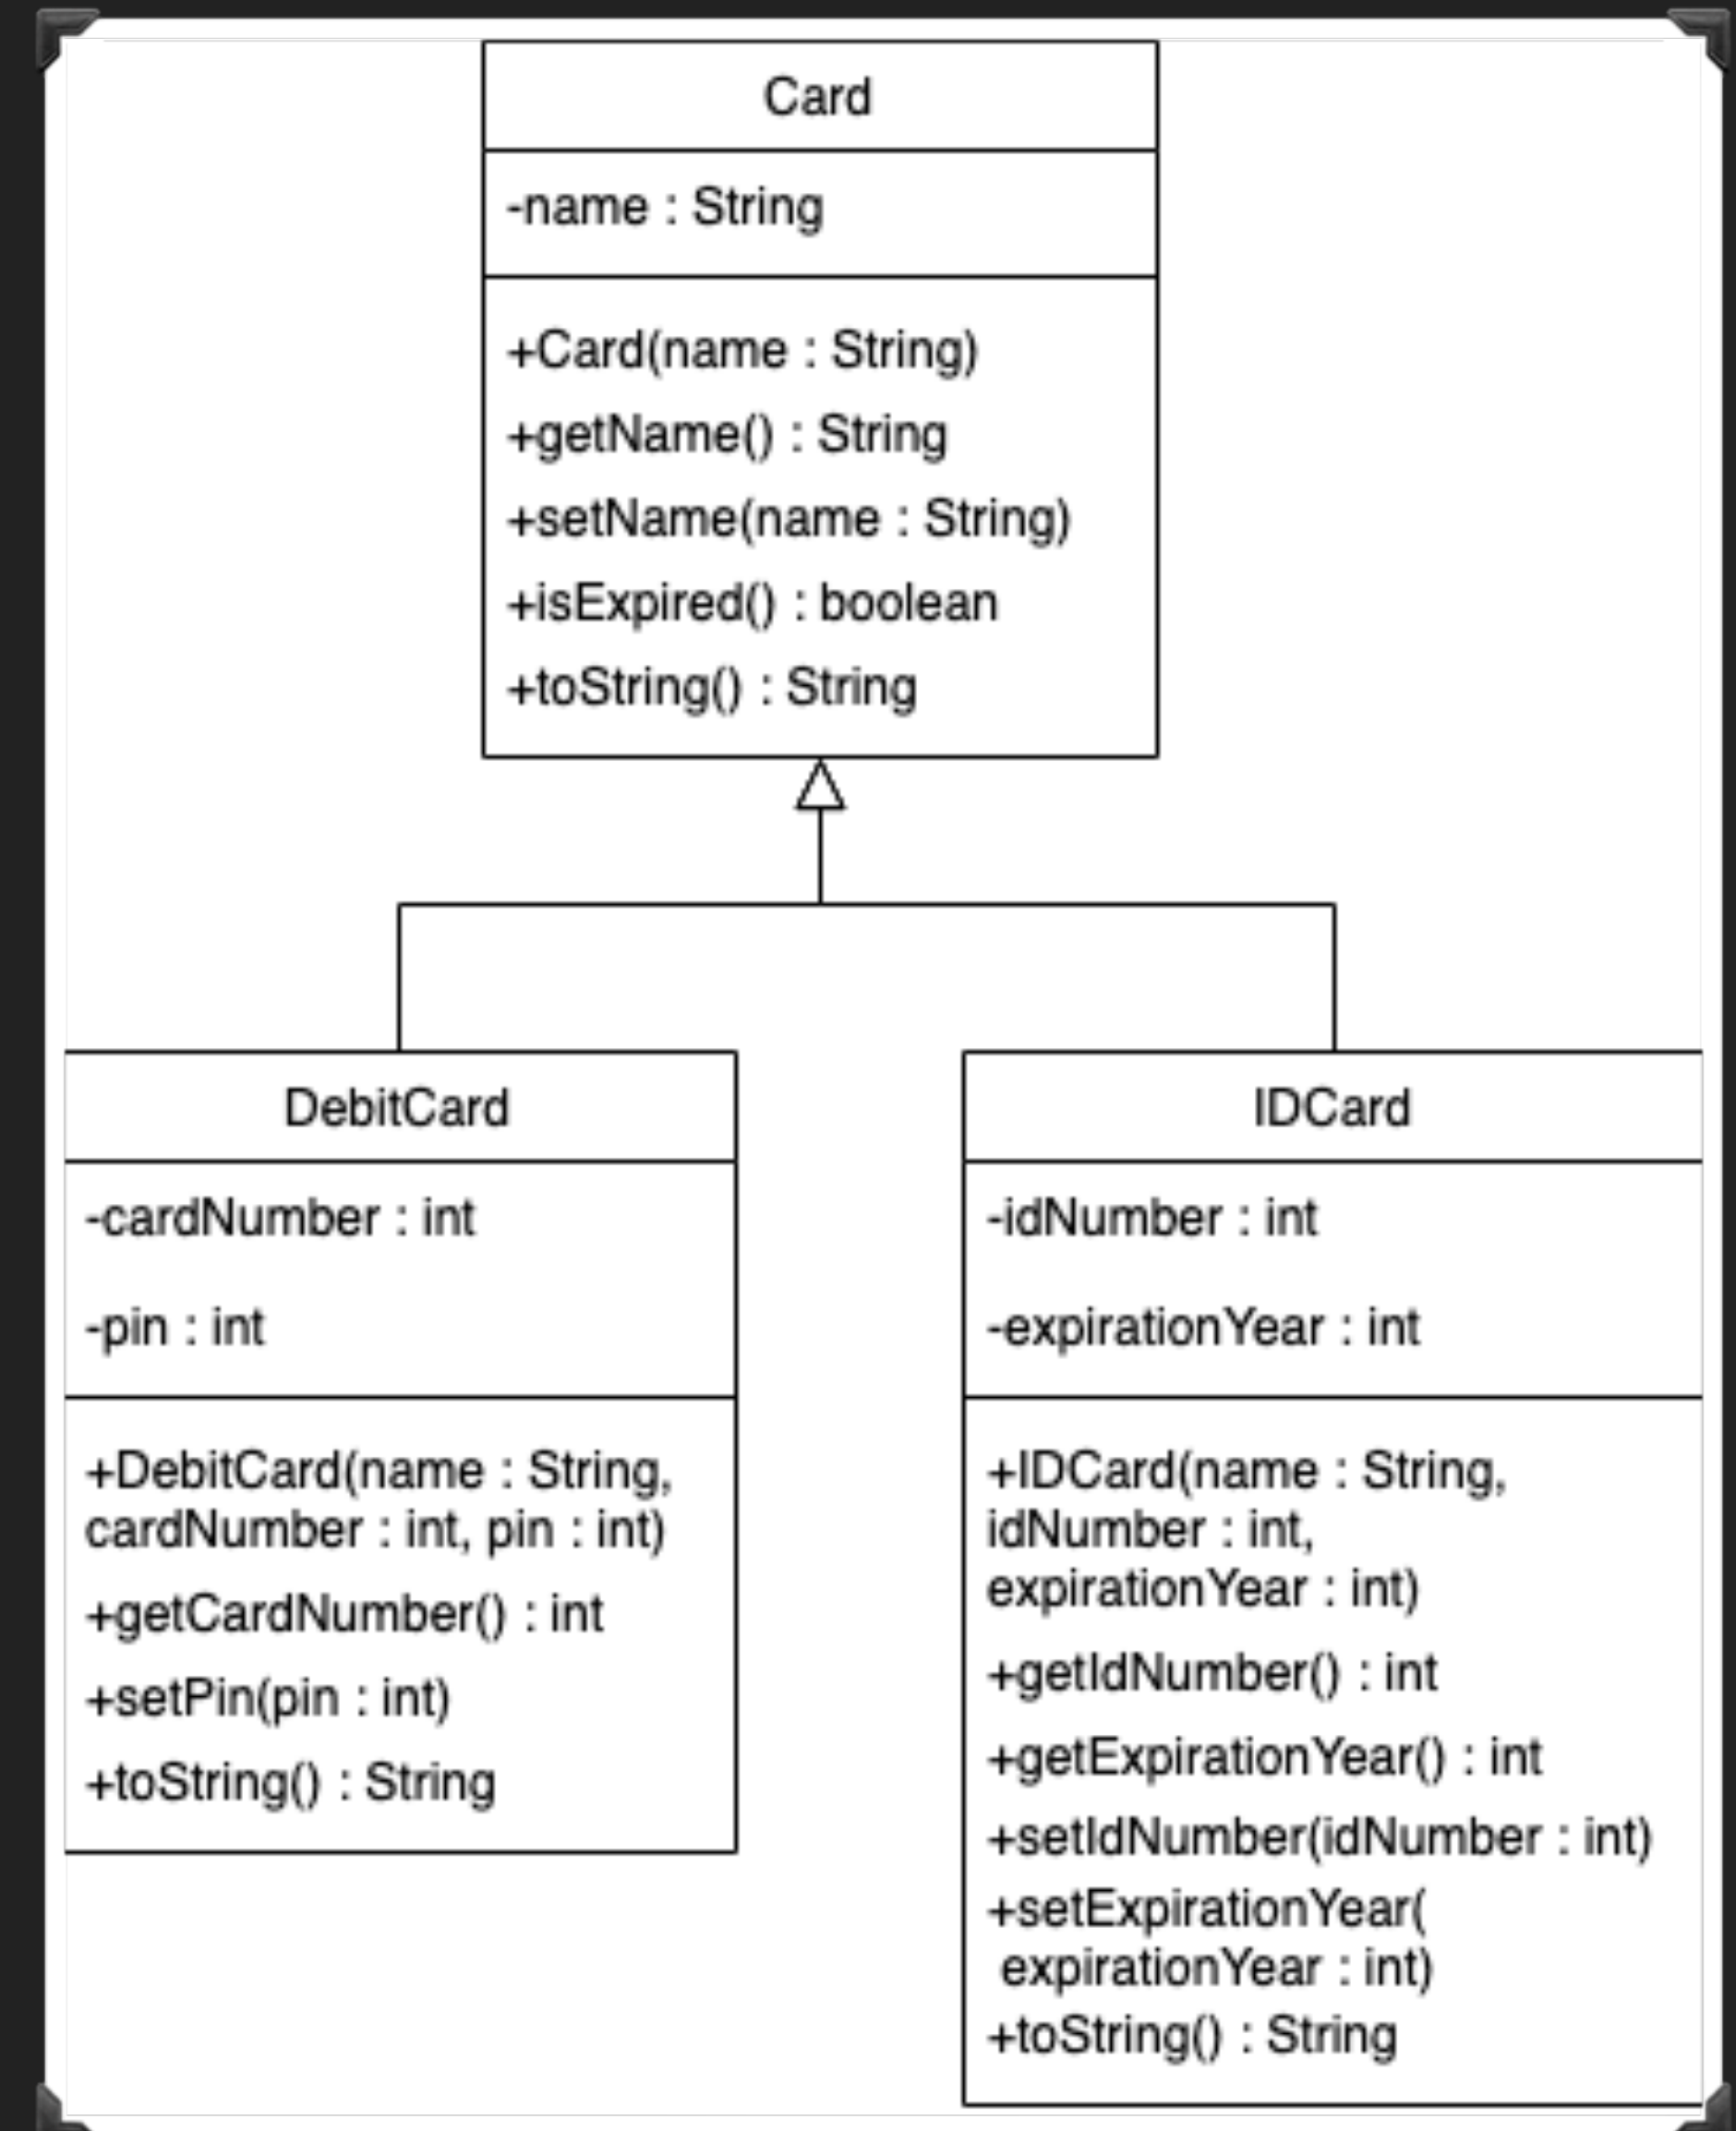 Card
-name : String
+Card(name : String)
+getName() : String
+setName(name : String)
+isExpired() : boolean
+toString() : String
DebitCard
-cardNumber : int
-pin : int
+DebitCard(name : String,
cardNumber : int, pin : int)
+getCardNumber() : int
+setPin(pin : int)
+toString() : String
IDCard
-idNumber : int
-expirationYear : int
+IDCard(name : String,
idNumber : int,
expirationYear : int)
+getIdNumber() : int
+getExpirationYear() : int
+setIdNumber(idNumber : int)
+setExpirationYear(
expirationYear : int)
+toString() : String